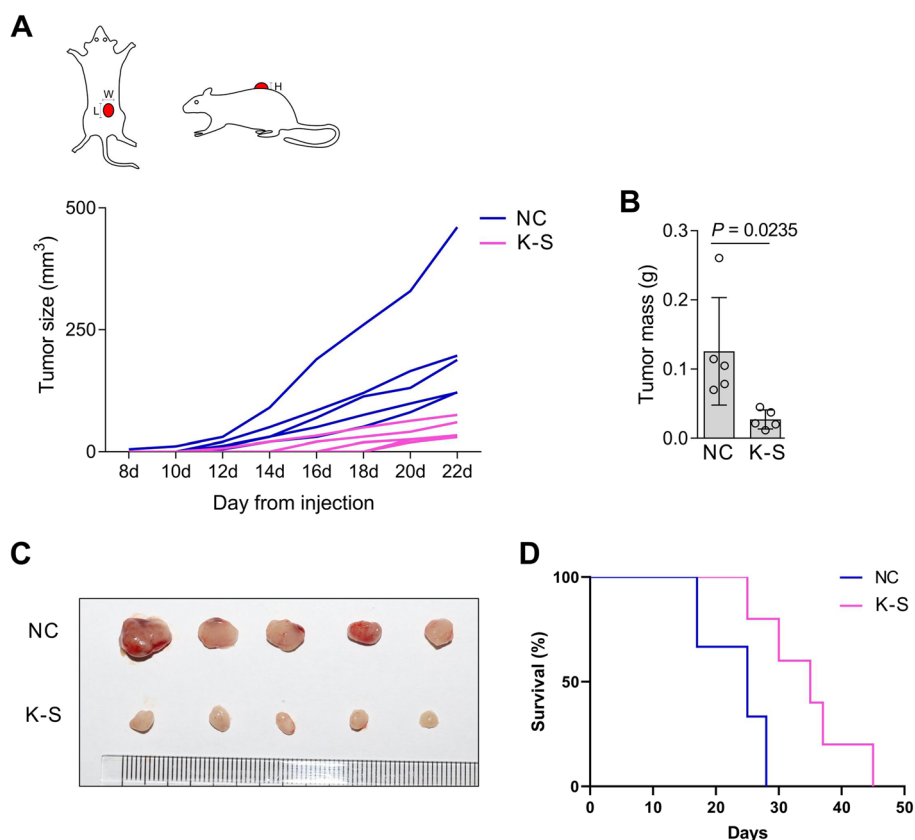 A
W
L
H
500
250
0
Tumor size (mm³)
8d 10d 12d 14d 16d 18d 20d 22d
Day from injection
NC
K-S
B
P = 0.0235
0.3
0.2
0.1
0.0
Tumor mass (g)
NC K-S
C
NC
K-S
D
NC
K-S
100
50
0
Survival (%)
0 10 20 30 40 50
Days